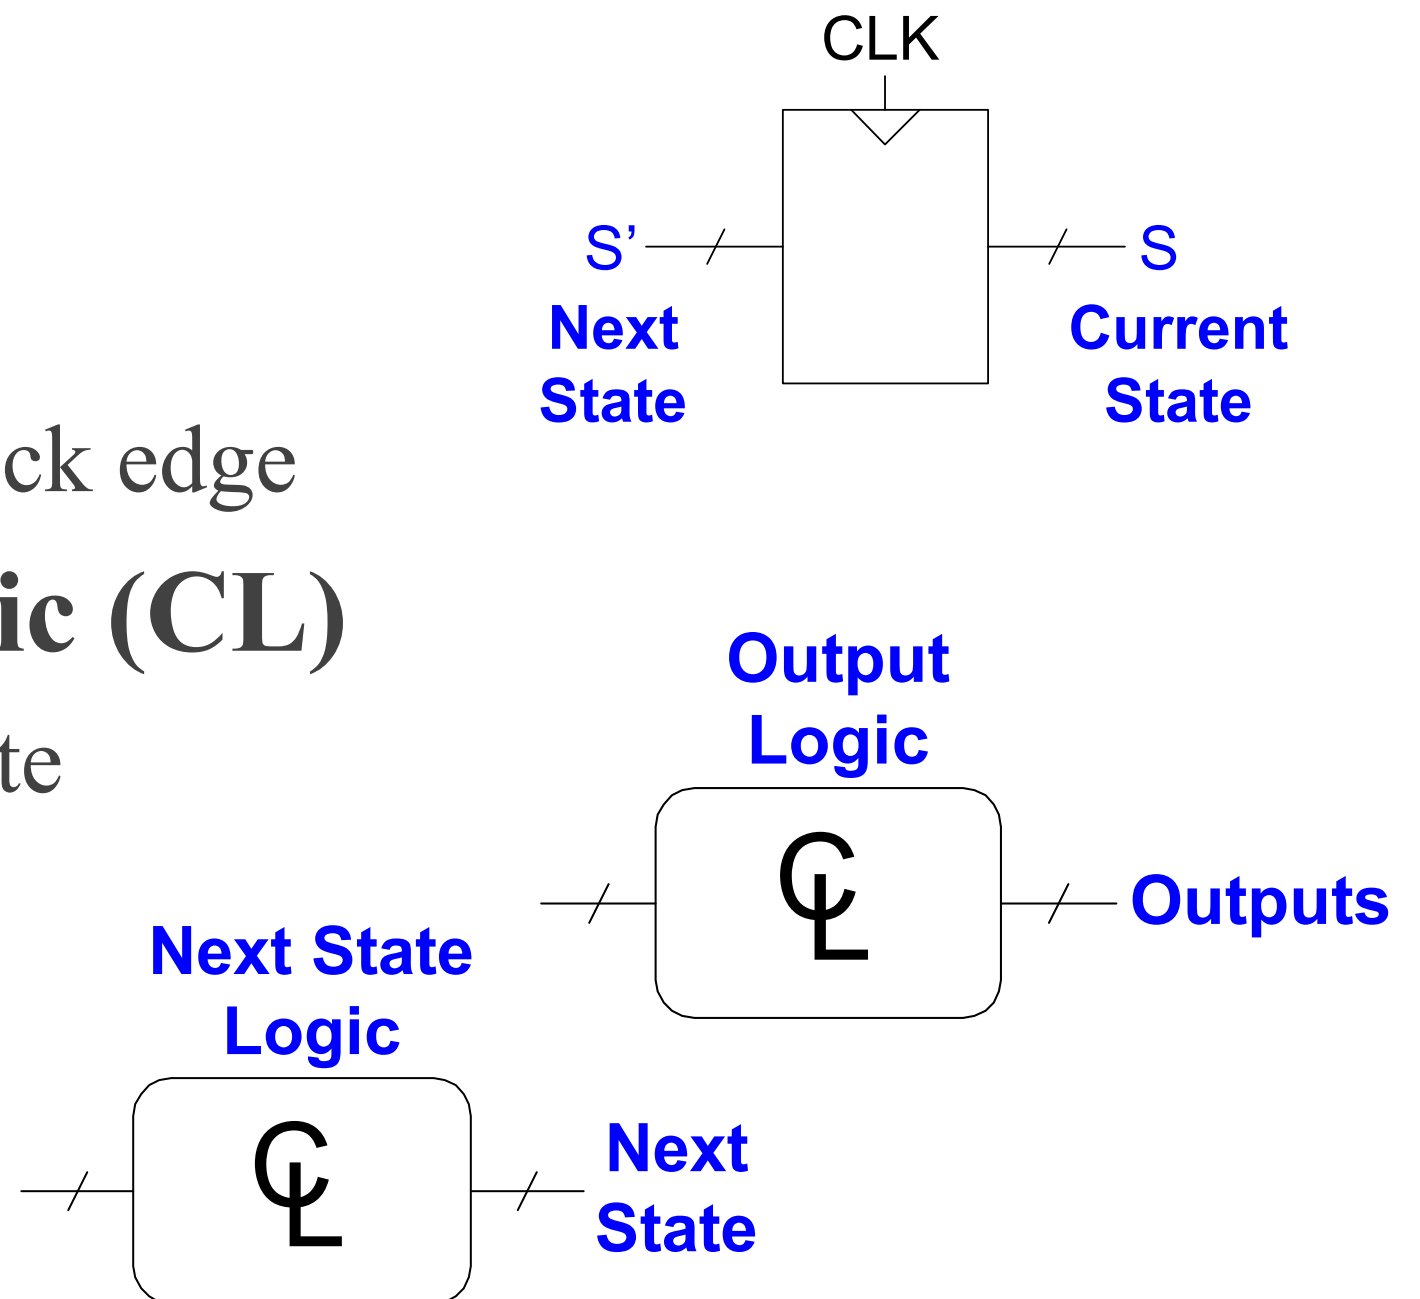 CLK
S’ S
Next Current
State State
ck edge
ic (CL)
te
Output
Logic
CL
Outputs
Next State
Logic
CL
Next
State